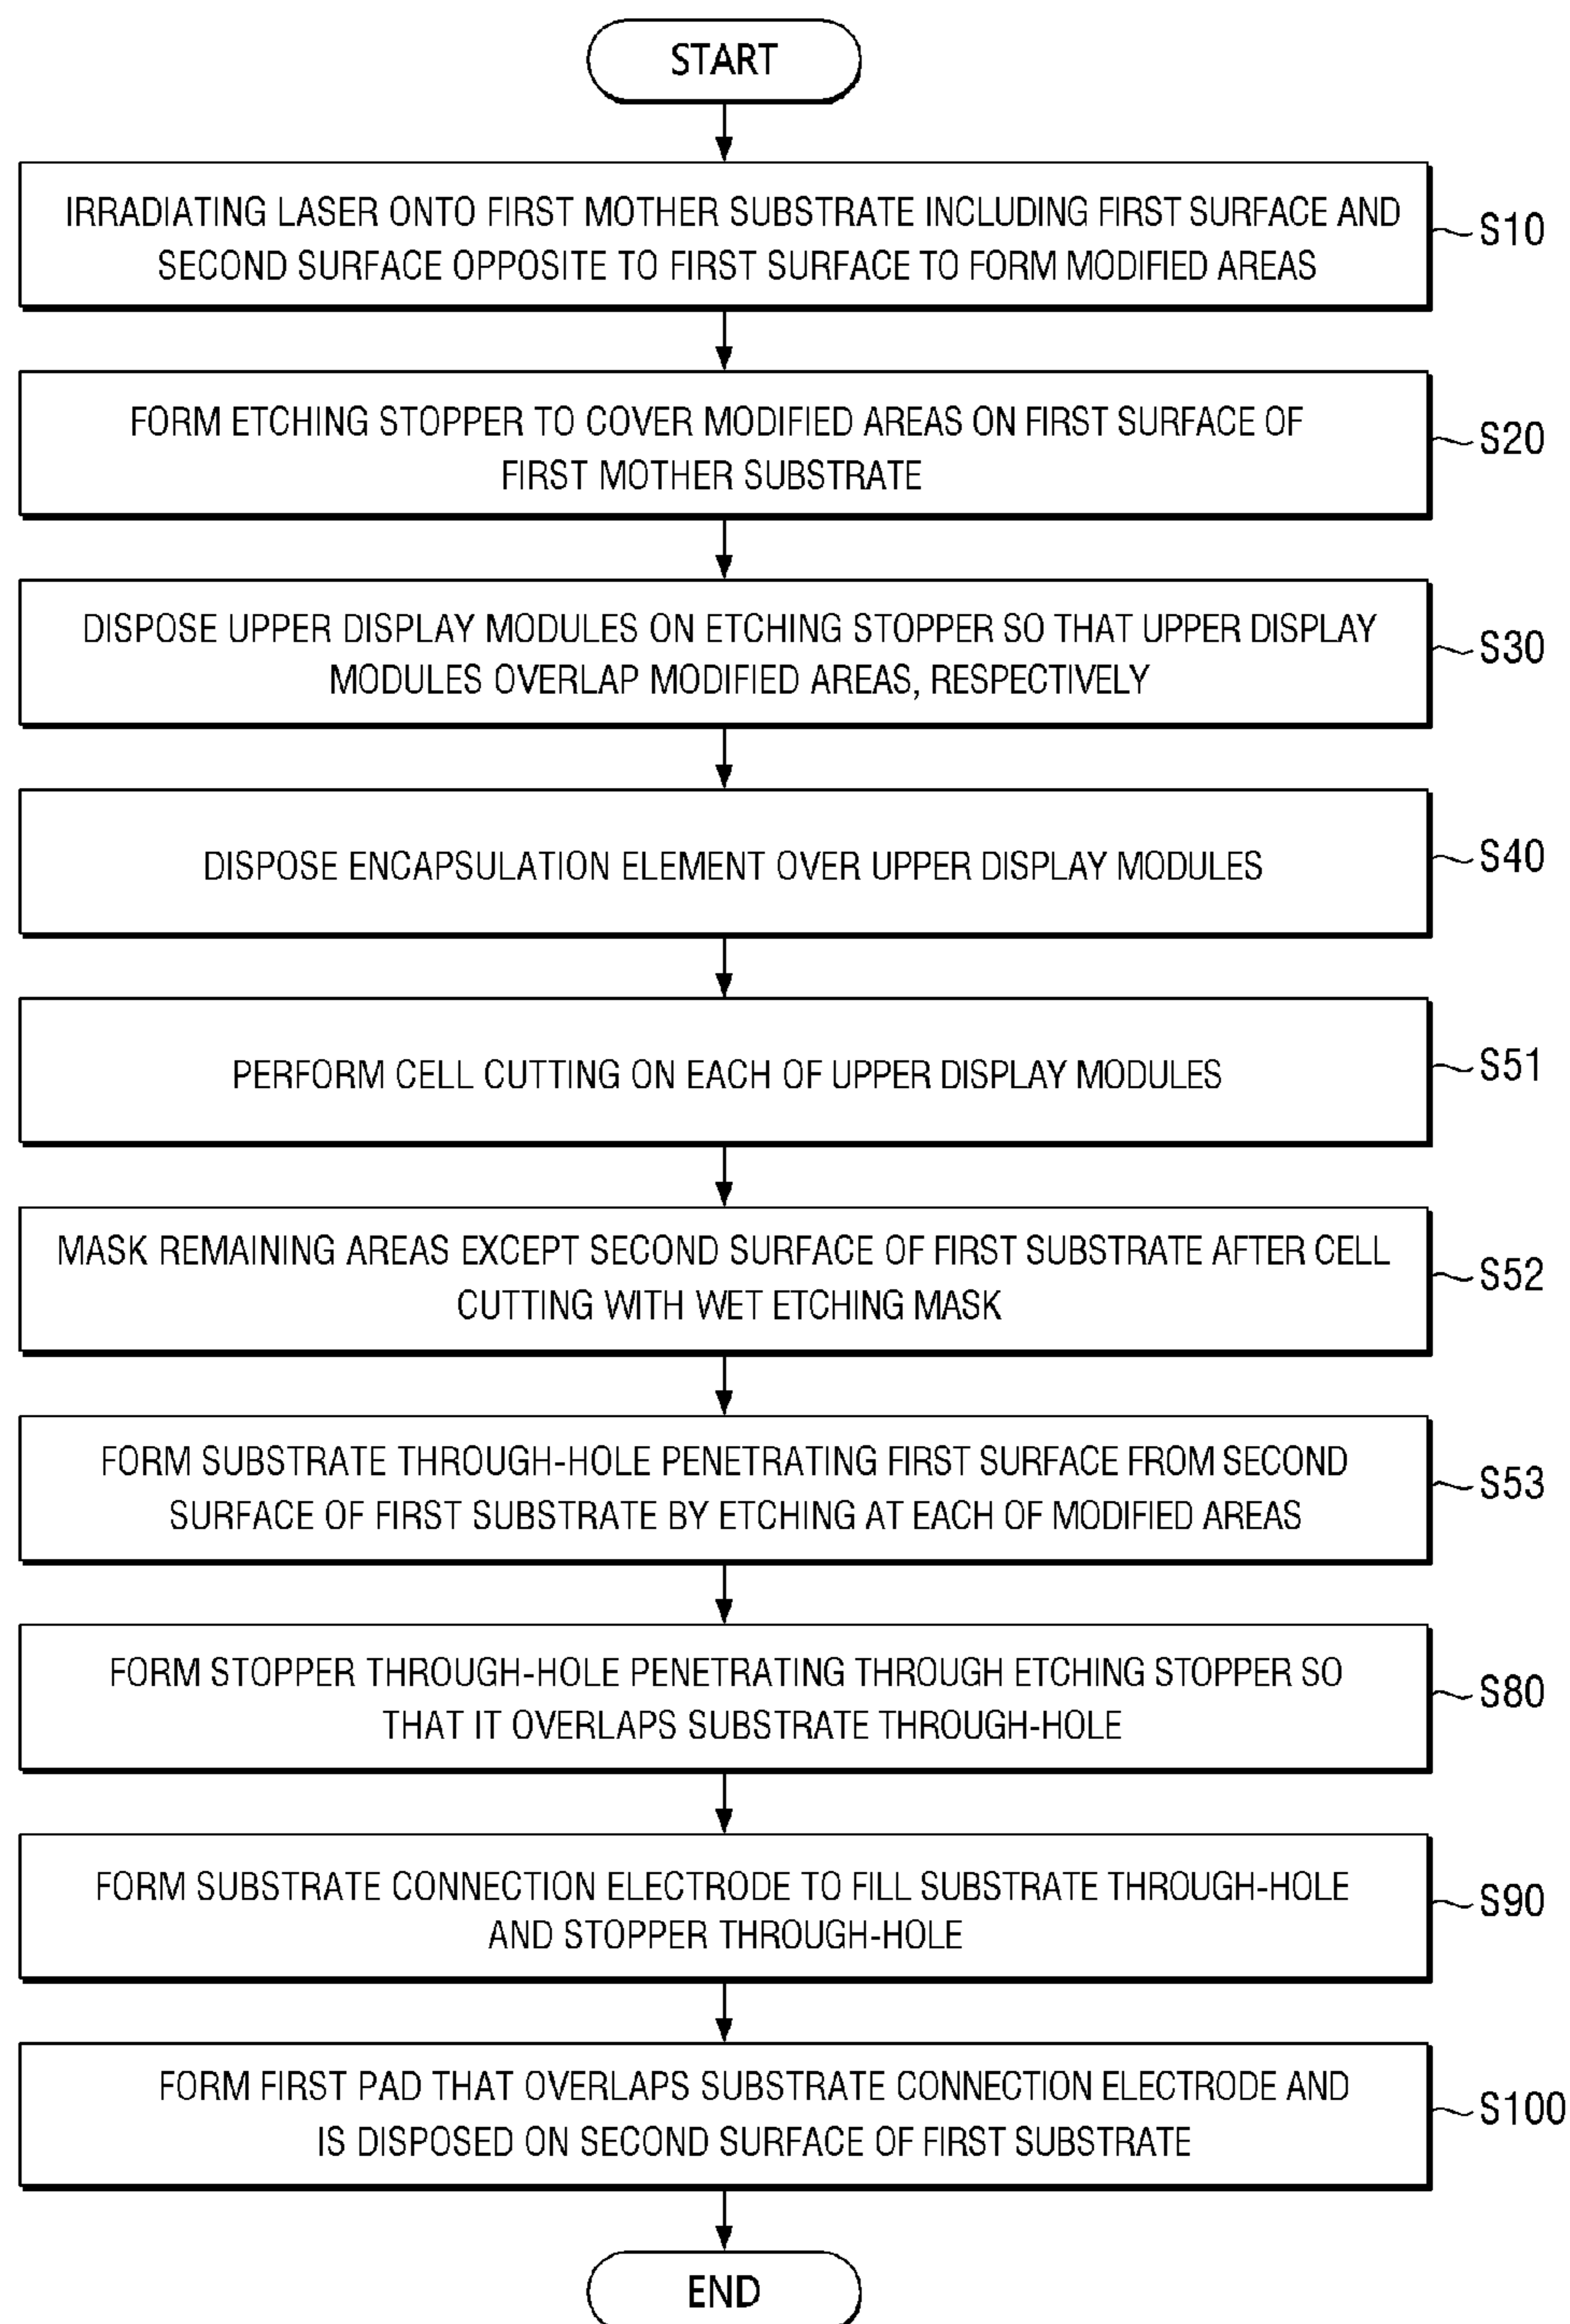 START
IRRADIATING LASER ONTO FIRST MOTHER SUBSTRATE INCLUDING FIRST SURFACE AND
SECOND SURFACE OPPOSITE TO FIRST SURFACE TO FORM MODIFIED AREAS
S10
FORM ETCHING STOPPER TO COVER MODIFIED AREAS ON FIRST SURFACE OF
FIRST MOTHER SUBSTRATE
S20
DISPOSE UPPER DISPLAY MODULES ON ETCHING STOPPER SO THAT UPPER DISPLAY
MODULES OVERLAP MODIFIED AREAS, RESPECTIVELY
S30
DISPOSE ENCAPSULATION ELEMENT OVER UPPER DISPLAY MODULES
S40
PERFORM CELL CUTTING ON EACH OF UPPER DISPLAY MODULES
S51
MASK REMAINING AREAS EXCEPT SECOND SURFACE OF FIRST SUBSTRATE AFTER CELL
CUTTING WITH WET ETCHING MASK
S52
FORM SUBSTRATE THROUGH-HOLE PENETRATING FIRST SURFACE FROM SECOND
SURFACE OF FIRST SUBSTRATE BY ETCHING AT EACH OF MODIFIED AREAS
S53
FORM STOPPER THROUGH-HOLE PENETRATING THROUGH ETCHING STOPPER SO
THAT IT OVERLAPS SUBSTRATE THROUGH-HOLE
S80
FORM SUBSTRATE CONNECTION ELECTRODE TO FILL SUBSTRATE THROUGH-HOLE
AND STOPPER THROUGH-HOLE
S90
FORM FIRST PAD THAT OVERLAPS SUBSTRATE CONNECTION ELECTRODE AND
IS DISPOSED ON SECOND SURFACE OF FIRST SUBSTRATE
S100
END